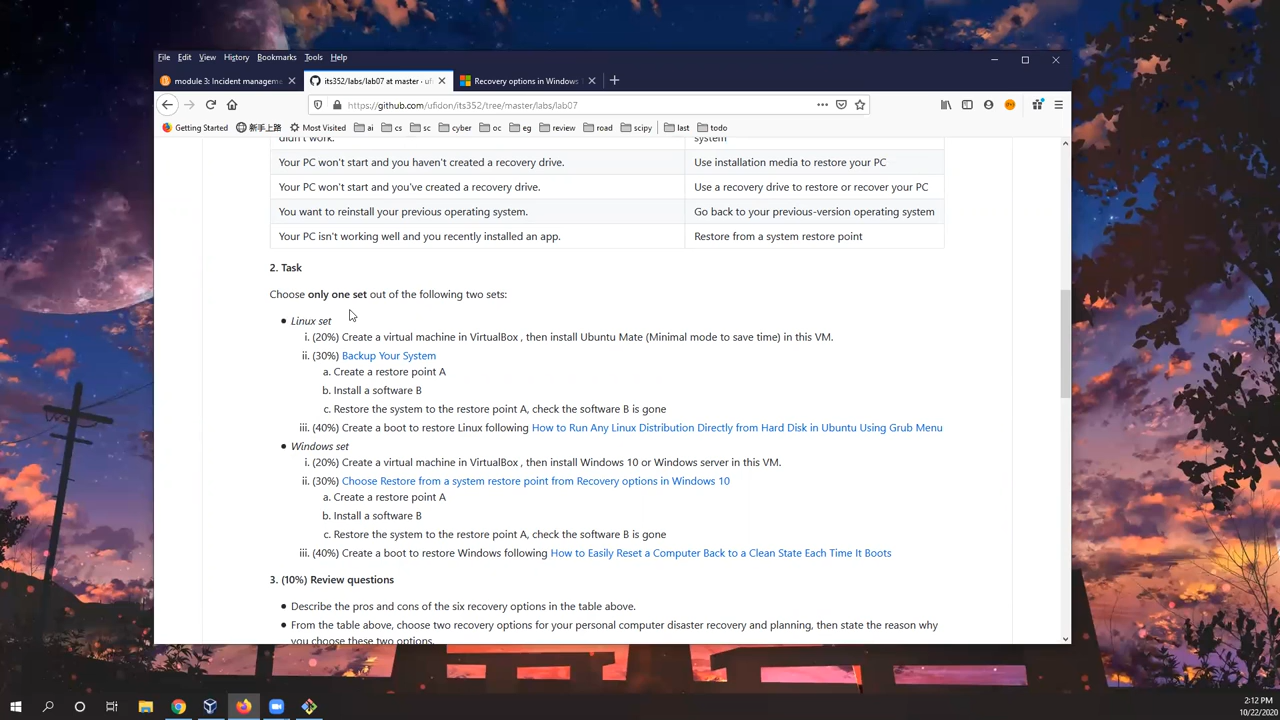 File Edit View History Bookmarks Tools Help
module 3: Incident managem
its352/labs/lab07 at master · uf
Recovery options in Windows
https://github.com/ufidon/its352/tree/master/labs/lab07
Getting Started 新手上路 Most Visited ai cs sc cyber oc eg review road scipy last todo
didn't work. system
Your PC won't start and you haven't created a recovery drive. Use installation media to restore your PC
Your PC won't start and you've created a recovery drive. Use a recovery drive to restore or recover your PC
You want to reinstall your previous operating system. Go back to your previous-version operating system
Your PC isn't working well and you recently installed an app. Restore from a system restore point
2. Task
Choose only one set out of the following two sets:
• Linux set
i. (20%) Create a virtual machine in VirtualBox , then install Ubuntu Mate (Minimal mode to save time) in this VM.
ii. (30%) Backup Your System
a. Create a restore point A
b. Install a software B
c. Restore the system to the restore point A, check the software B is gone
iii. (40%) Create a boot to restore Linux following How to Run Any Linux Distribution Directly from Hard Disk in Ubuntu Using Grub Menu
• Windows set
i. (20%) Create a virtual machine in VirtualBox , then install Windows 10 or Windows server in this VM.
ii. (30%) Choose Restore from a system restore point from Recovery options in Windows 10
a. Create a restore point A
b. Install a software B
c. Restore the system to the restore point A, check the software B is gone
iii. (40%) Create a boot to restore Windows following How to Easily Reset a Computer Back to a Clean State Each Time It Boots
3. (10%) Review questions
• Describe the pros and cons of the six recovery options in the table above.
• From the table above, choose two recovery options for your personal computer disaster recovery and planning, then state the reason why
you choose these two options.
2:12 PM
10/22/2020